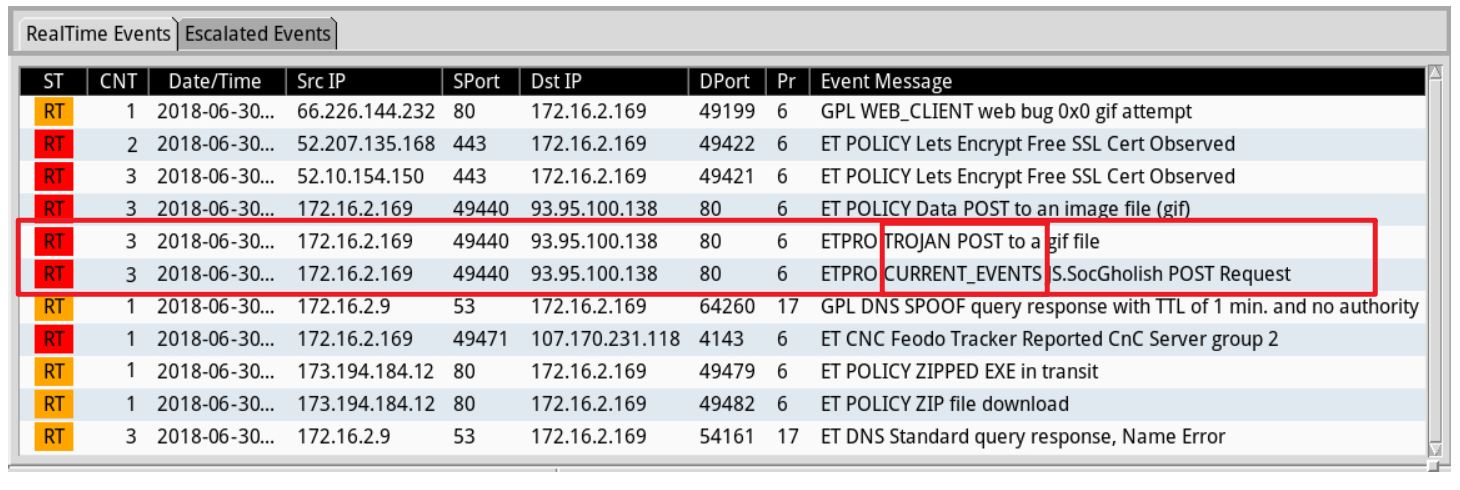 RealTime Events Escalated Events
ST CNT Date/Time Src IP SPort Dst IP DPort Pr Event Message
RT 1 2018-06-30... 66.226.144.232 80 172.16.2.169 49199 6 GPL WEB_CLIENT web bug 0x0 gif attempt
RT 2 2018-06-30... 52.207.135.168 443 172.16.2.169 49422 6 ET POLICY Lets Encrypt Free SSL Cert Observed
RT 3 2018-06-30... 52.10.154.150 443 172.16.2.169 49421 6 ET POLICY Lets Encrypt Free SSL Cert Observed
RT 3 2018-06-30... 172.16.2.169 49440 93.95.100.138 80 6 ET POLICY Data POST to an image file (gif)
RT 3 2018-06-30... 172.16.2.169 49440 93.95.100.138 80 6 ETPRO TROJAN POST to a gif file
RT 3 2018-06-30... 172.16.2.169 49440 93.95.100.138 80 6 ETPRO CURRENT_EVENTS JS.SocGholish POST Request
RT 1 2018-06-30... 172.16.2.9 53 172.16.2.169 64260 17 GPL DNS SPOOF query response with TTL of 1 min. and no authority
RT 1 2018-06-30... 172.16.2.169 49471 107.170.231.118 4143 6 ET CNC Feodo Tracker Reported CnC Server group 2
RT 1 2018-06-30... 173.194.184.12 80 172.16.2.169 49479 6 ET POLICY ZIPPED EXE in transit
RT 1 2018-06-30... 173.194.184.12 80 172.16.2.169 49482 6 ET POLICY ZIP file download
RT 3 2018-06-30... 172.16.2.9 53 172.16.2.169 54161 17 ET DNS Standard query response, Name Error